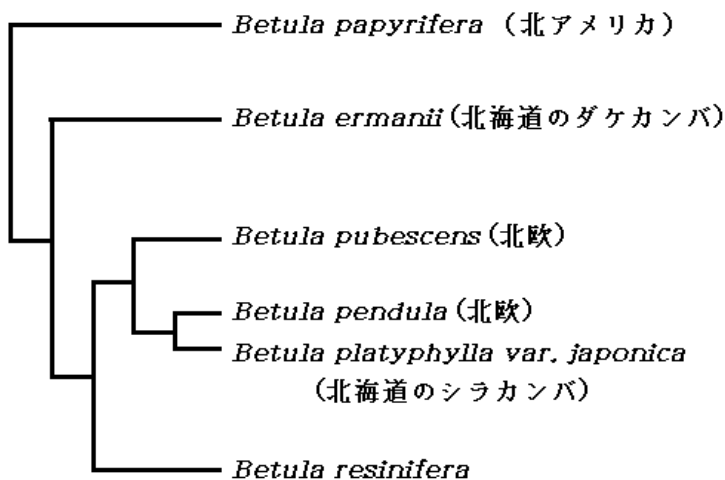 Betula papyrifera （北アメリカ）
Betula ermanii (北海道のダケカンバ)
Betula pubescens (北欧)
Betula pendula (北欧)
Betula platyphylla var. japonica
(北海道のシラカンバ)
Betula resinifera